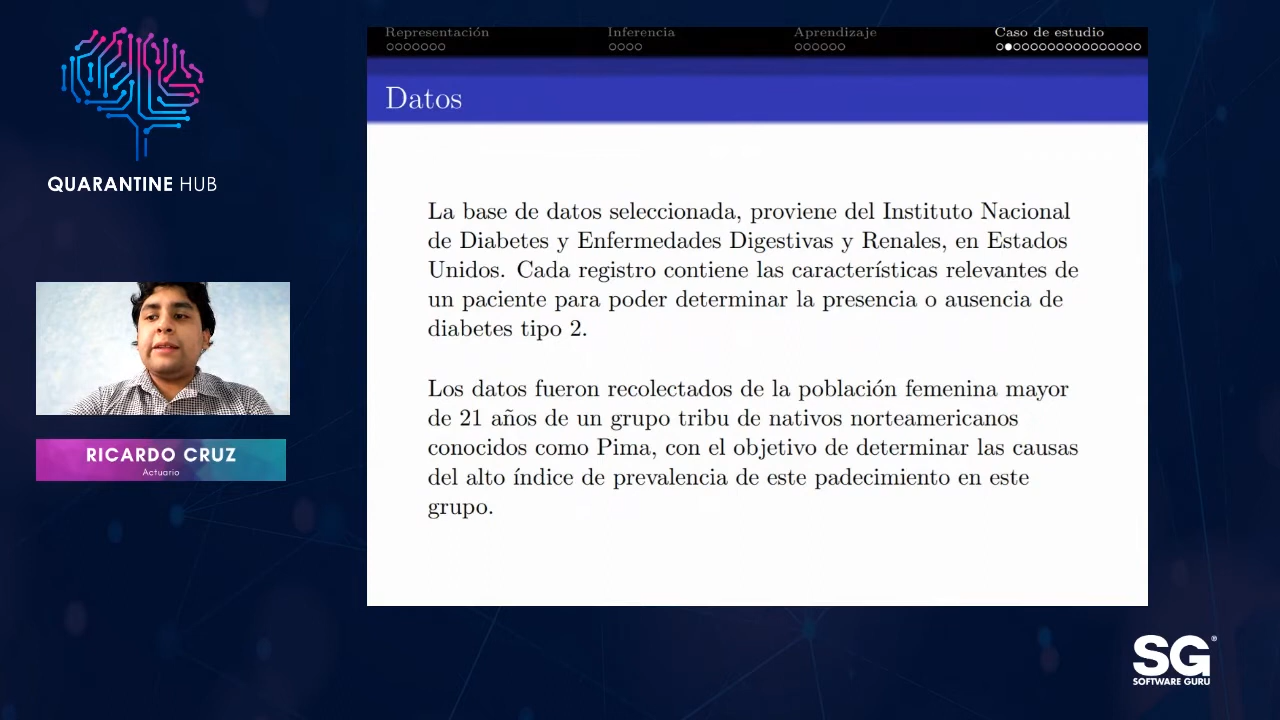 QUARANTINE HUB
RICARDO CRUZ
Actuario
Representación
Inferencia
Aprendizaje
Caso de estudio
Datos
La base de datos seleccionada, proviene del Instituto Nacional
de Diabetes y Enfermedades Digestivas y Renales, en Estados
Unidos. Cada registro contiene las características relevantes de
un paciente para poder determinar la presencia o ausencia de
diabetes tipo 2.
Los datos fueron recolectados de la población femenina mayor
de 21 años de un grupo tribu de nativos norteamericanos
conocidos como Pima, con el objetivo de determinar las causas
del alto índice de prevalencia de este padecimiento en este
grupo.
SG®
SOFTWARE GURU